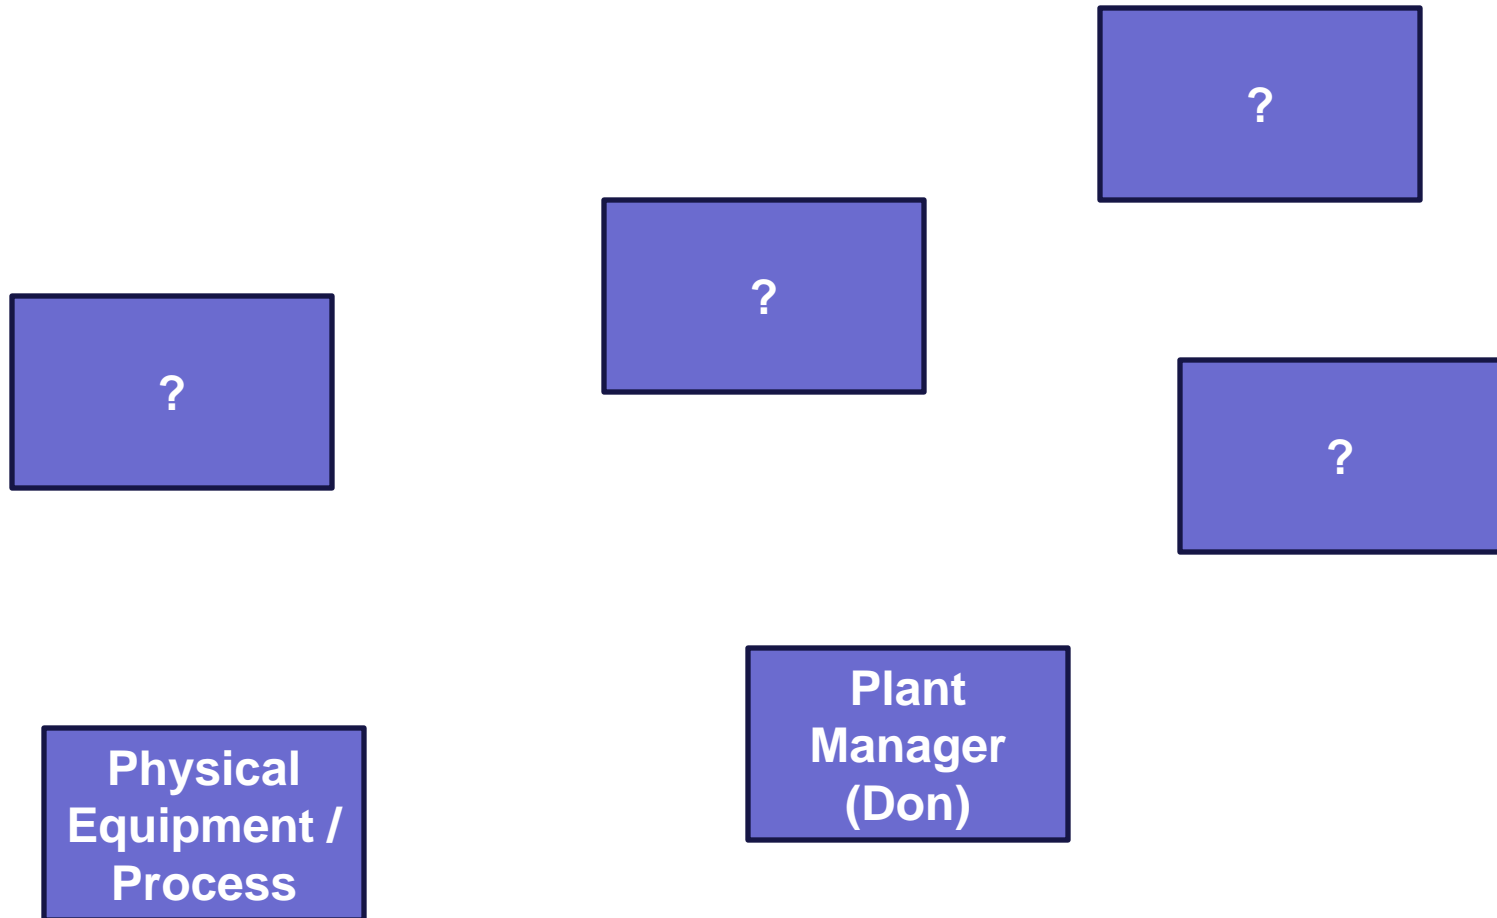 ?
?
?
?
Plant
Manager
(Don)
Physical
Equipment /
Process